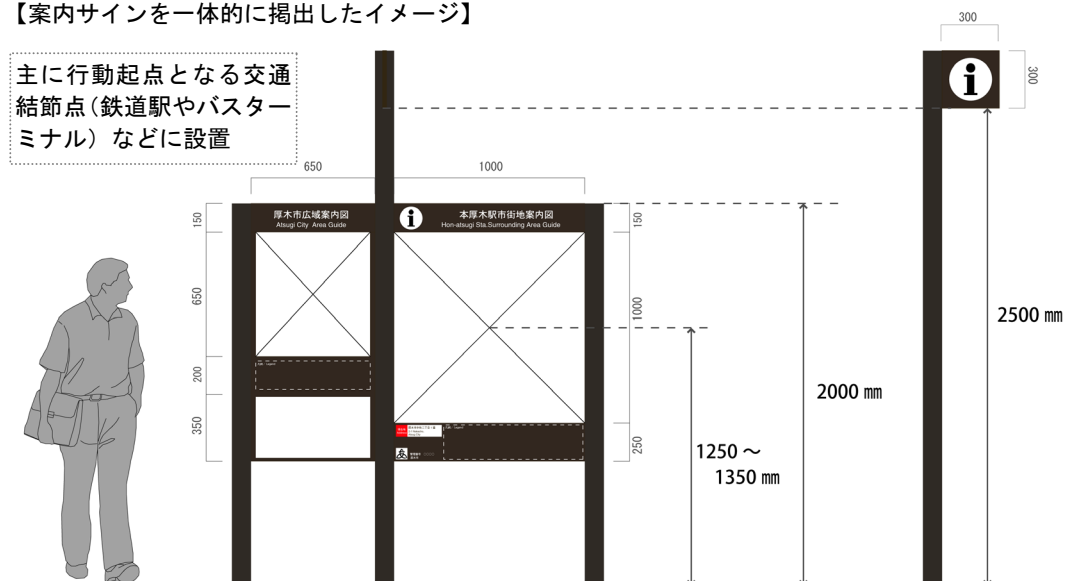 【案内サインを一体的に掲出したイメージ】
主に行動起点となる交通
結節点(鉄道駅やバスター
ミナル）などに設置
300
300
650
1000
150
厚木市広域案内図
Atsugi City Area Guide
本厚木駅市街地案内図
Hon-atsugi Sta.Surrounding Area Guide
150
650
1000
200
350
250
1250 ～
1350 ㎜
2000 ㎜
2500 ㎜